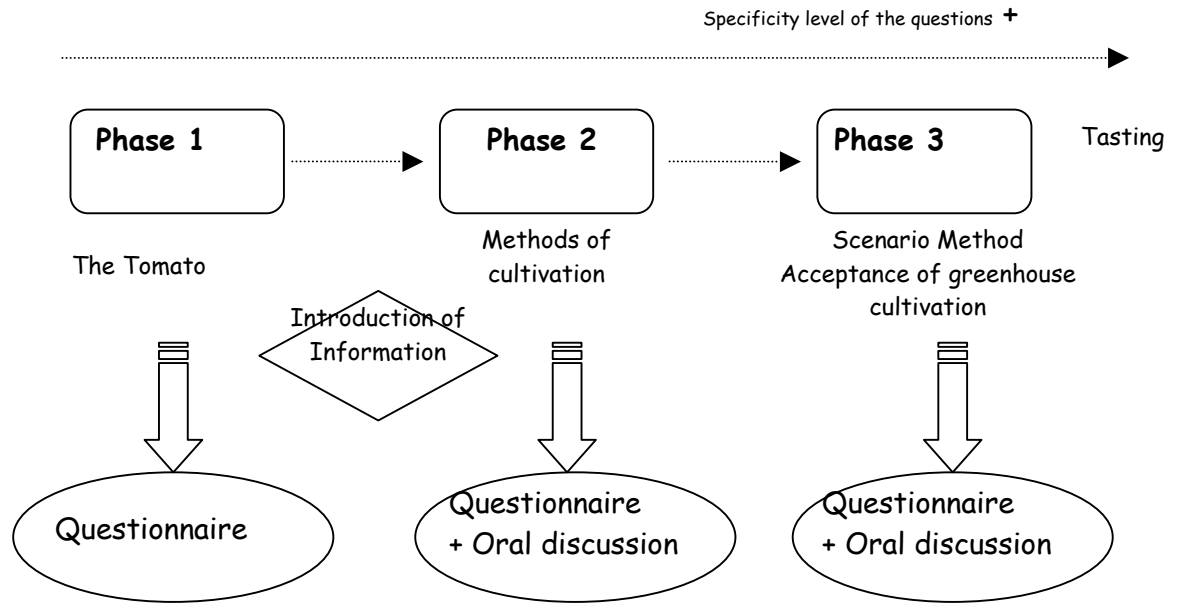 Specificity level of the questions +
Phase 1
Phase 2
Phase 3
Tasting
The Tomato
Methods of
cultivation
Scenario Method
Acceptance of greenhouse
cultivation
Introduction of
Information
Questionnaire
Questionnaire
+ Oral discussion
Questionnaire
+ Oral discussion